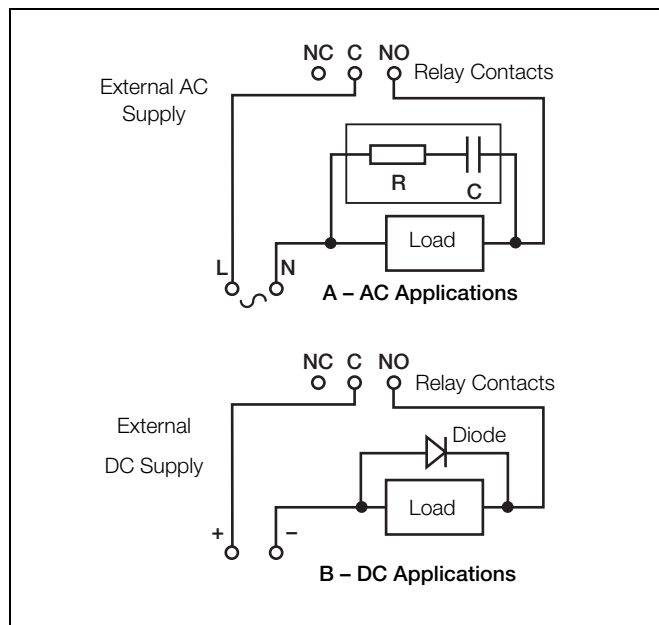 NC C NO
Relay Contacts
External AC
Supply
R
C
Load
L
N
A – AC Applications
NC C NO
Relay Contacts
External
DC Supply
Diode
Load
+
–
B – DC Applications